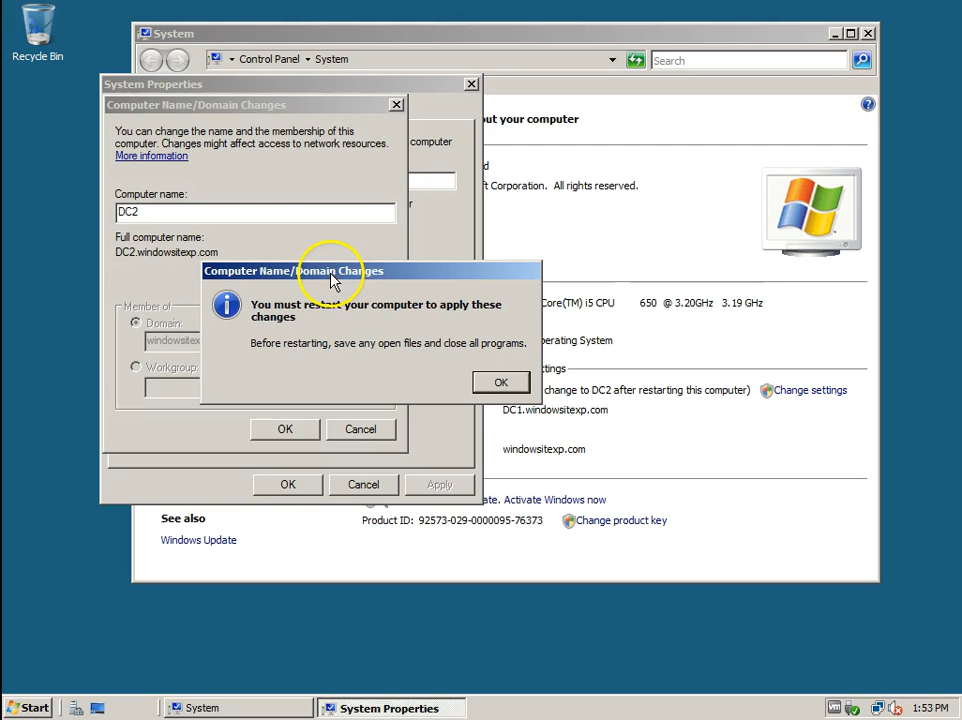 Recycle Bin
System
Control Panel
System
Search
System Properties
Computer Name/Domain Changes
You can change the name and the membership of this
computer. Changes might affect access to network resources.
More information
Computer name:
DC2
Full computer name:
DC2.windowsitexp.com
Member of
Domain:
windowsitex
Workgroup:
OK
Cancel
OK
Cancel
Apply
Computer Name/Domain Changes
You must restart your computer to apply these
changes
Before restarting, save any open files and close all programs.
OK
out your computer
d
ft Corporation. All rights reserved.
computer
r
Core(TM) i5 CPU 650 @ 3.20GHz 3.19 GHz
perating System
ttings
change to DC2 after restarting this computer)
Change settings
DC1.windowsitexp.com
windowsitexp.com
ate. Activate Windows now
See also
Product ID: 92573-029-0000095-76373
Change product key
Windows Update
Start
System
System Properties
vm
1:53 PM